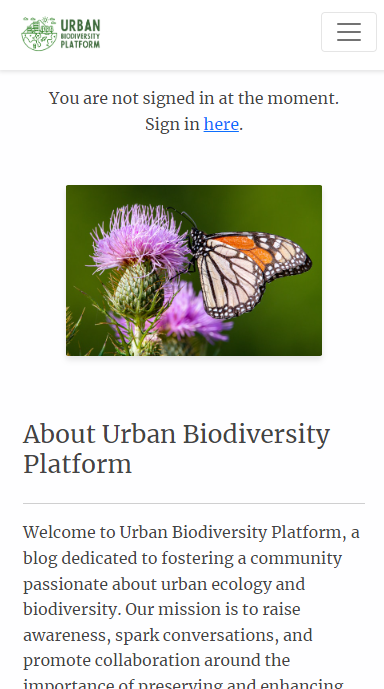 URBAN
BIODIVERSITY
PLATFORM
You are not signed in at the moment.
Sign in here.
About Urban Biodiversity
Platform
Welcome to Urban Biodiversity Platform, a
blog dedicated to fostering a community
passionate about urban ecology and
biodiversity. Our mission is to raise
awareness, spark conversations, and
promote collaboration around the
importance of preserving and enhancing